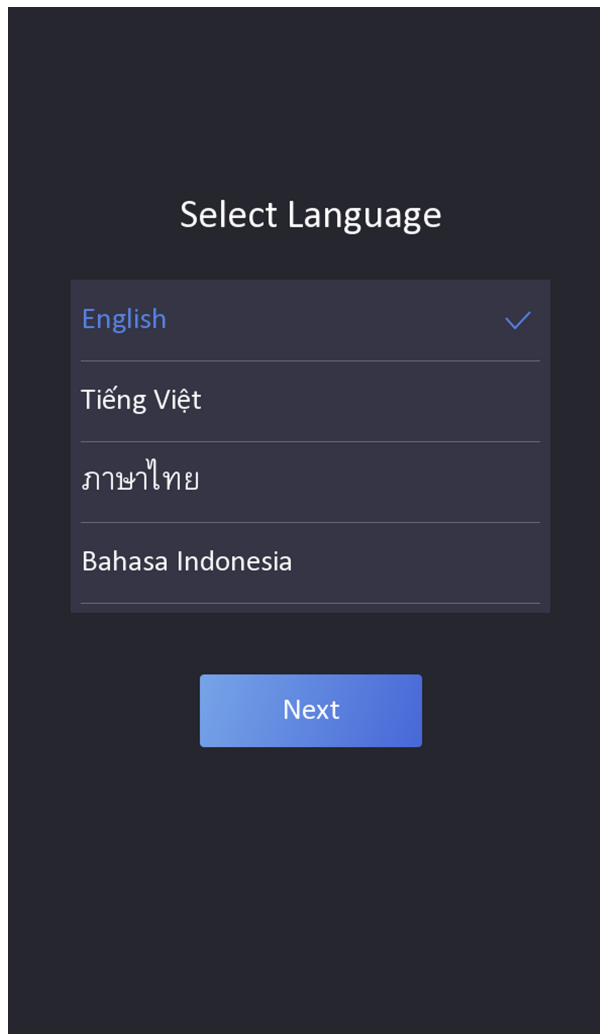 Select Language
English
Tiếng Việt
ภาษาไทย
Bahasa Indonesia
Next